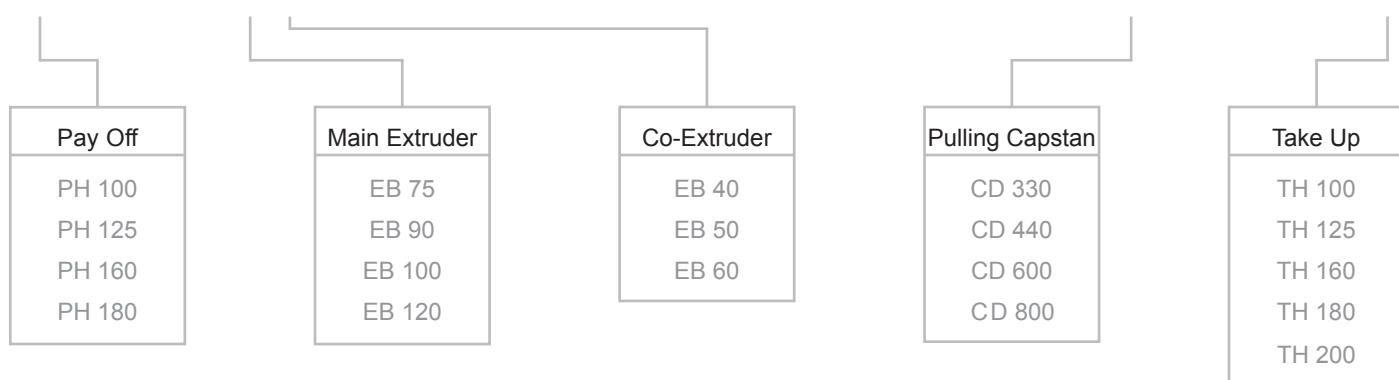 Pay Off
PH 100
PH 125
PH 160
PH 180
Main Extruder
EB 75
EB 90
EB 100
EB 120
Co-Extruder
EB 40
EB 50
EB 60
Pulling Capstan
CD 330
CD 440
CD 600
CD 800
Take Up
TH 100
TH 125
TH 160
TH 180
TH 200